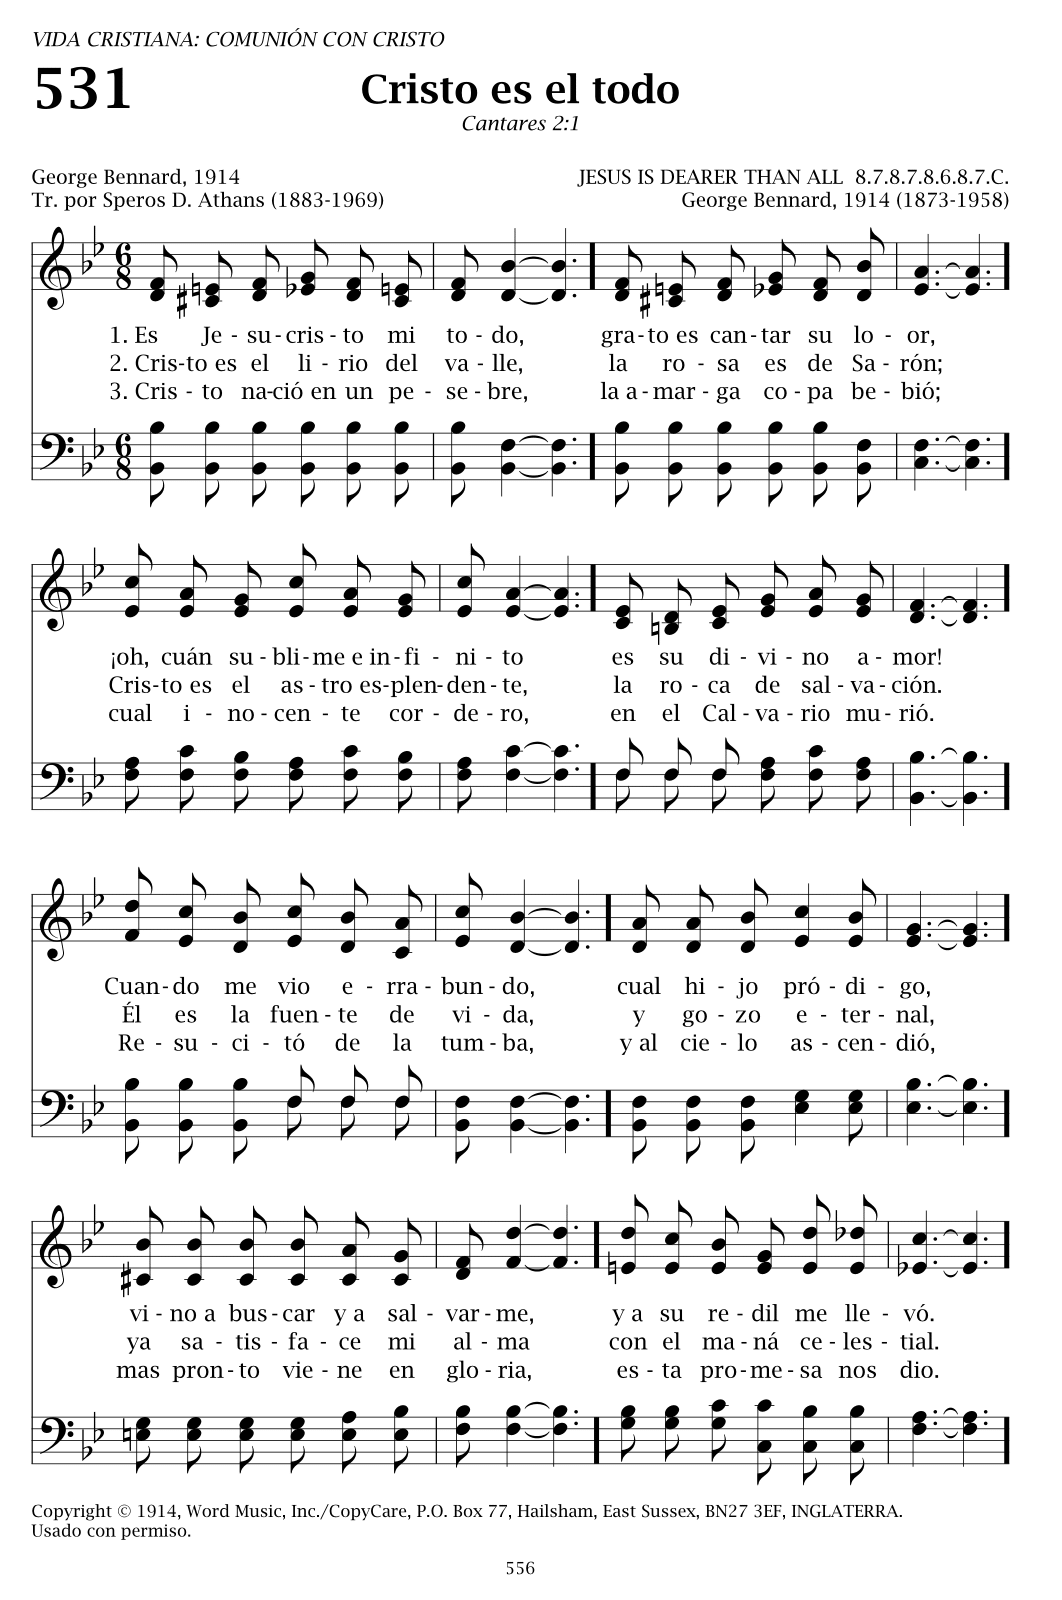 VIDA CRISTIANA: COMUNIÓN CON CRISTO
531
Cristo es el todo
Cantares 2:1
George Bennard, 1914
JESUS IS DEARER THAN ALL 8.7.8.7.8.6.8.7.C.
Tr. por Speros D. Athans (1883-1969)
George Bennard, 1914 (1873-1958)
6 8
1. Es Je - su - cris - to mi to - do, gra - to es can - tar su lo - or,
2. Cris - to es el li - rio del va - lle, la ro - sa es de Sa - rón;
3. Cris - to na - ció en un pe - se - bre, la a - mar - ga co - pa be - bió;
6 8
¡oh, cuán su - bli - me e in - fi - ni - to es su di - vi - no a - mor!
Cris - to es el as - tro es - plen - den - te, la ro - ca de sal - va - ción.
cual i - no - cen - te cor - de - ro, en el Cal - va - rio mu - rió.
Cuan - do me vio e - rra - bun - do, cual hi - jo pró - di - go,
Él es la fuen - te de vi - da, y go - zo e - ter - nal,
Re - su - ci - tó de la tum - ba, y al cie - lo as - cen - dió,
vi - no a bus - car y a sal - var - me, y a su re - dil me lle - vó.
ya sa - tis - fa - ce mi al - ma con el ma - ná ce - les - tial.
mas pron - to vie - ne en glo - ria, es - ta pro - me - sa nos dio.
Copyright © 1914, Word Music, Inc./CopyCare, P.O. Box 77, Hailsham, East Sussex, BN27 3EF, INGLATERRA.
Usado con permiso.
556